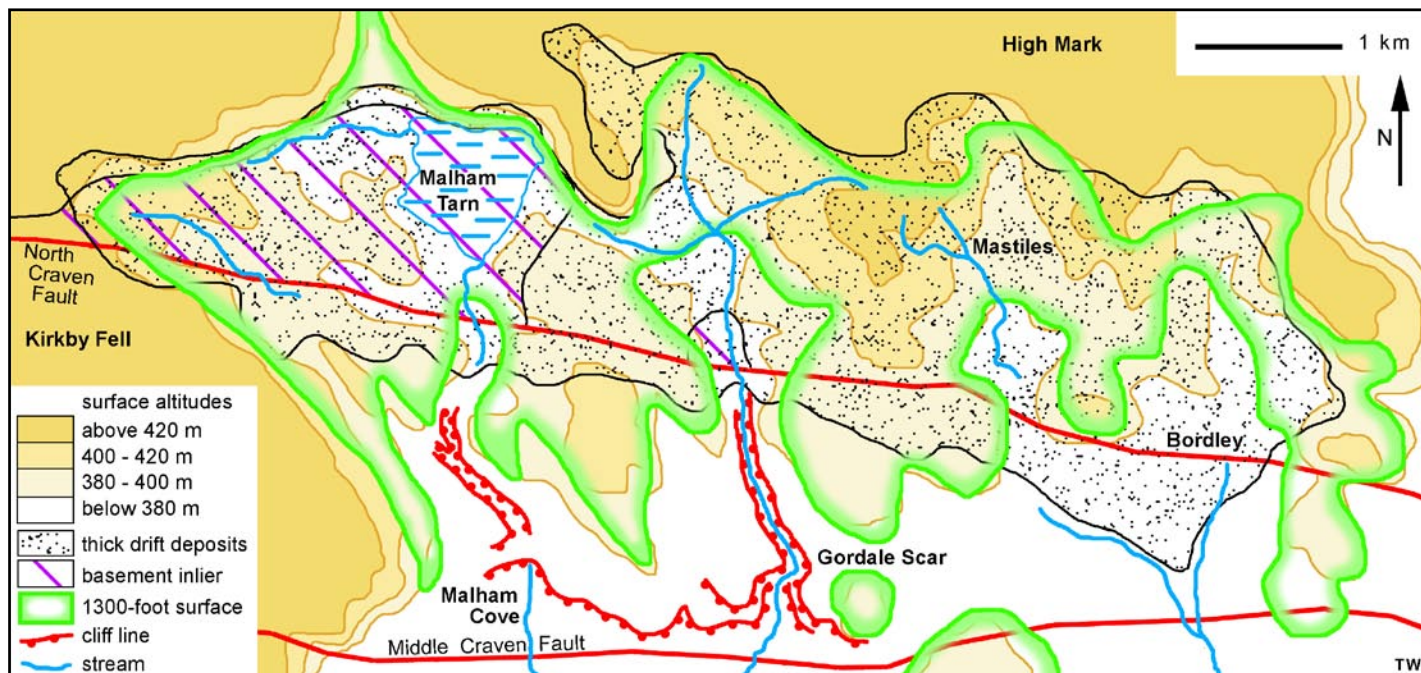 High Mark
1 km
N
Malham
Tarn
Mastiles
North
Craven
Fault
Kirkby Fell
Bordley
surface altitudes
above 420 m
400 - 420 m
380 - 400 m
below 380 m
thick drift deposits
basement inlier
1300-foot surface
cliff line
stream
Gordale Scar
Malham
Cove
Middle Craven Fault
TW